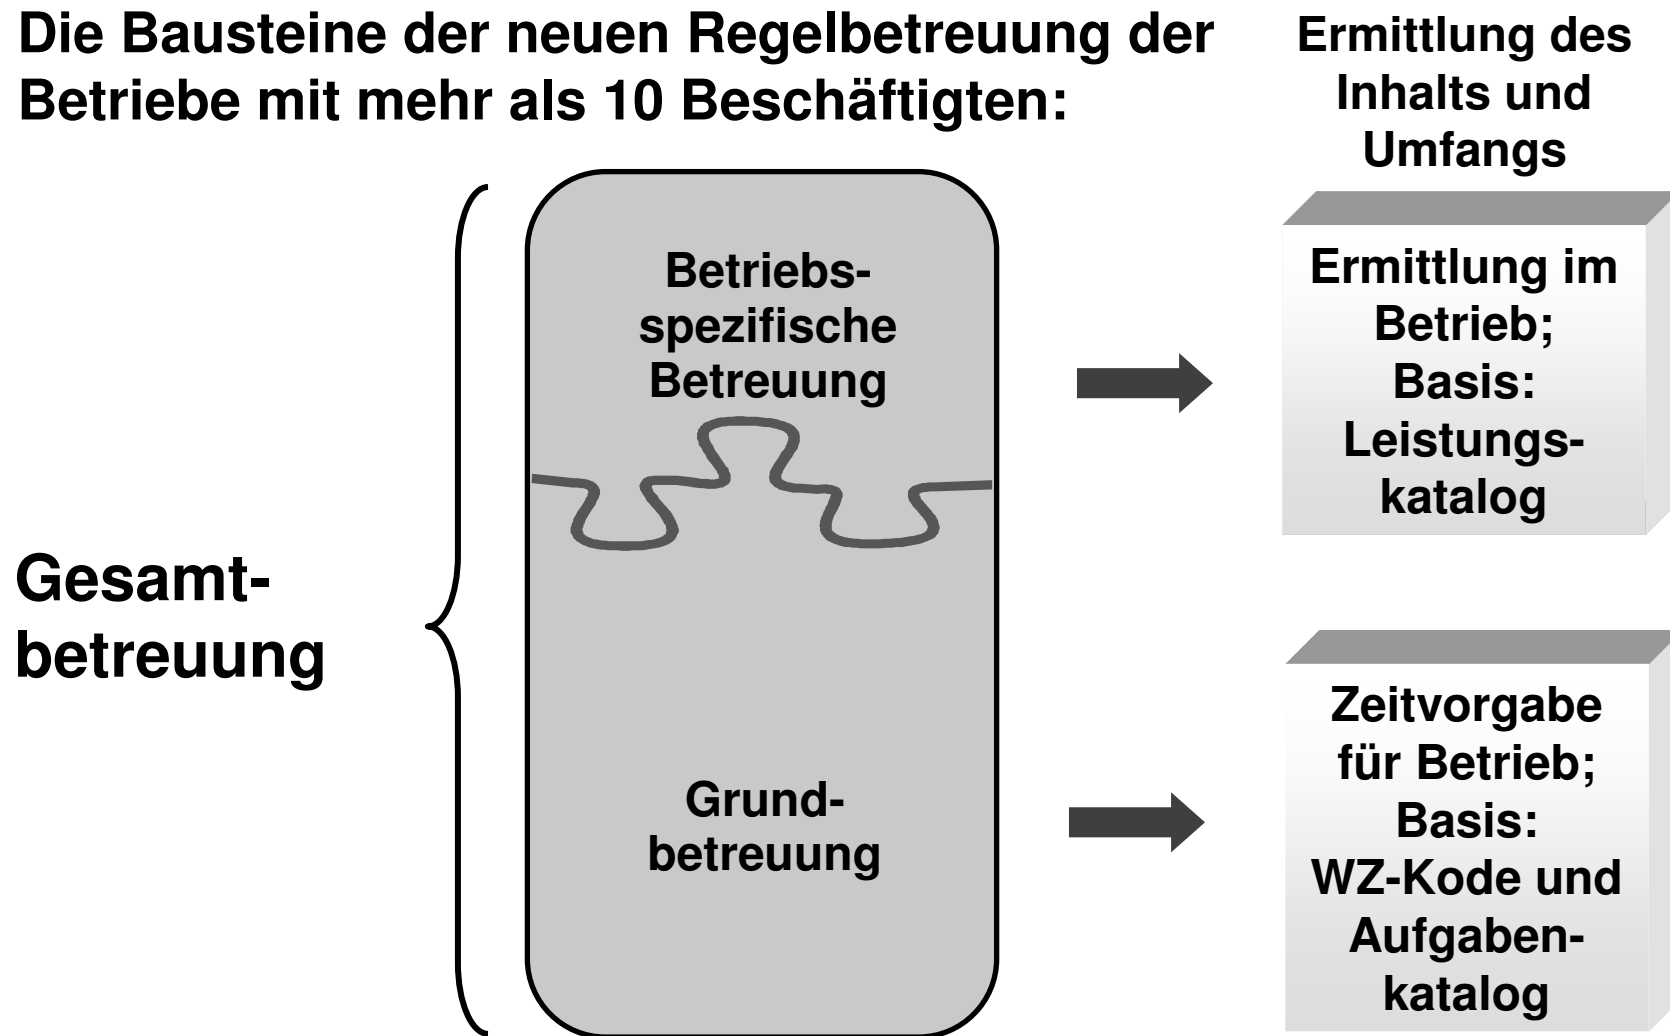 Die Bausteine der neuen Regelbetreuung der
Betriebe mit mehr als 10 Beschäftigten:
Ermittlung des
Inhalts und
Umfangs
Gesamt-
betreuung
Betriebs-
spezifische
Betreuung
Ermittlung im
Betrieb;
Basis:
Leistungs-
katalog
Grund-
betreuung
Zeitvorgabe
für Betrieb;
Basis:
WZ-Kode und
Aufgaben-
katalog